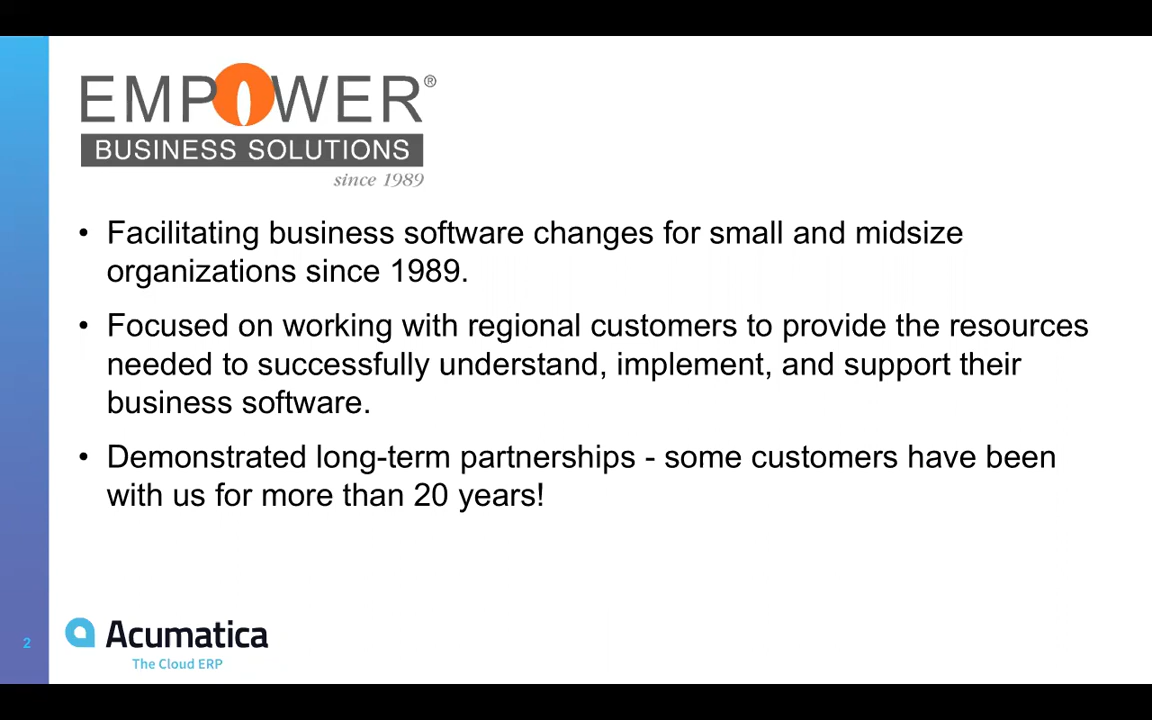 EMPOWER®
BUSINESS SOLUTIONS
since 1989
• Facilitating business software changes for small and midsize
organizations since 1989.
• Focused on working with regional customers to provide the resources
needed to successfully understand, implement, and support their
business software.
• Demonstrated long-term partnerships - some customers have been
with us for more than 20 years!
2
Acumatica
The Cloud ERP